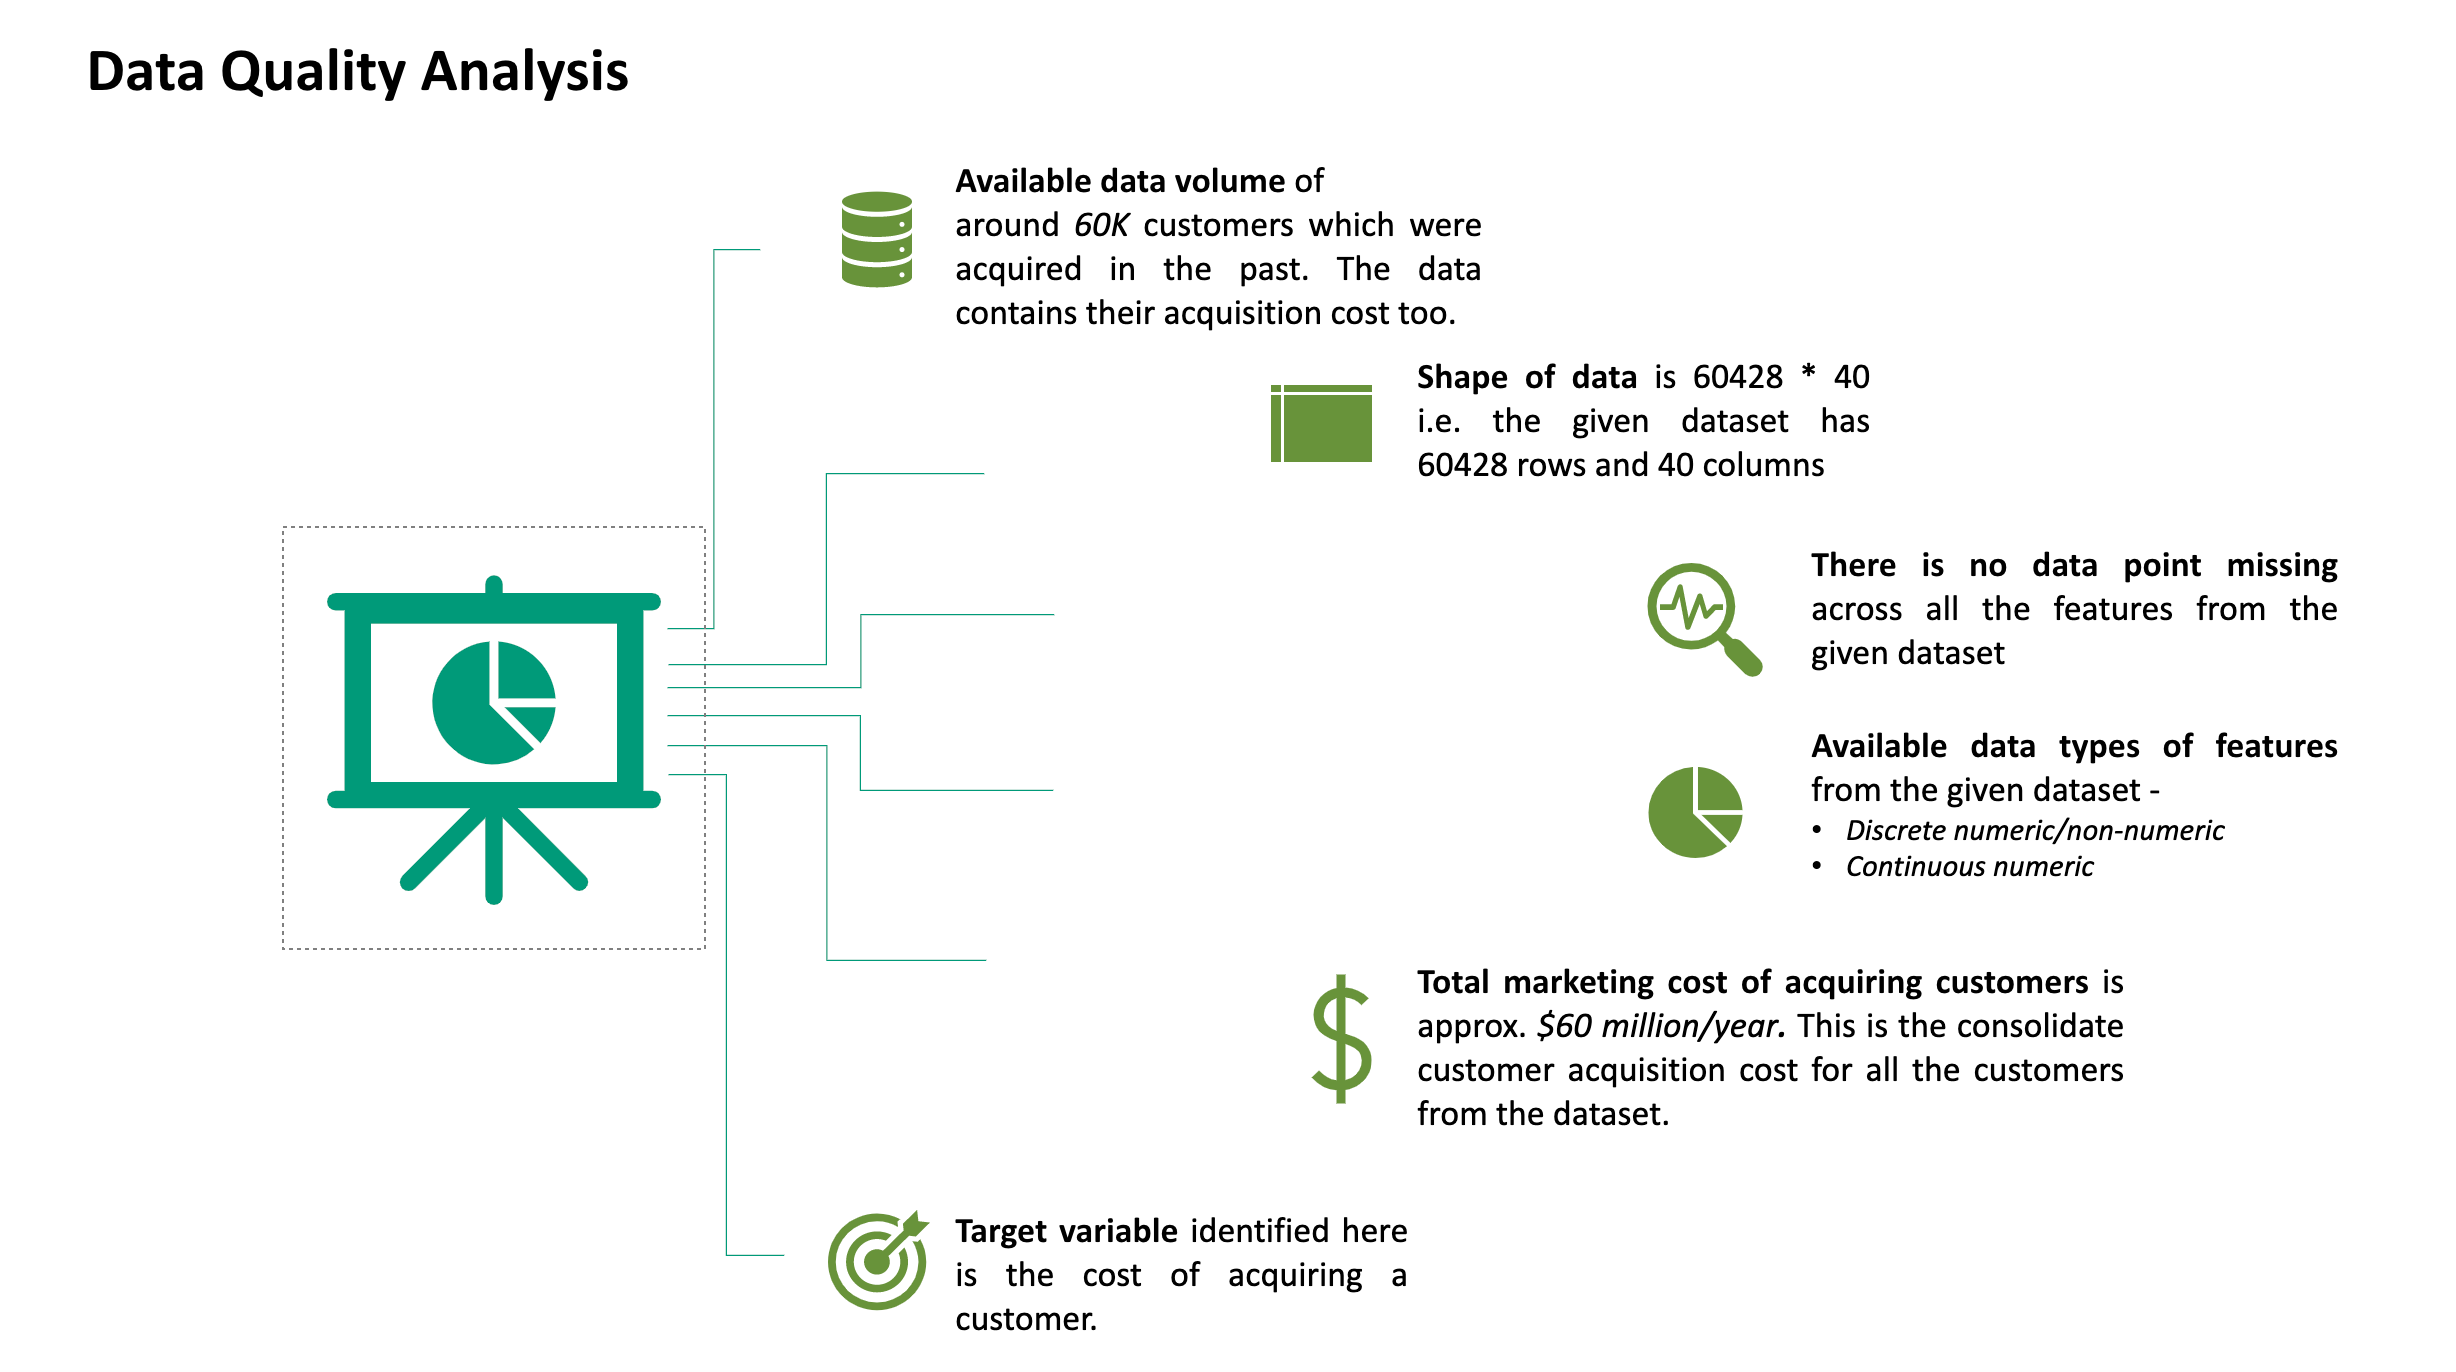 Data Quality Analysis
Available data volume of
around 60K customers which were
acquired in the past. The data
contains their acquisition cost too.
Shape of data is 60428 * 40
i.e. the given dataset has
60428 rows and 40 columns
There is no data point missing
across all the features from the
given dataset
Available data types of features
from the given dataset -
• Discrete numeric/non-numeric
• Continuous numeric
Total marketing cost of acquiring customers is
approx. $60 million/year. This is the consolidate
customer acquisition cost for all the customers
from the dataset.
Target variable identified here
is the cost of acquiring a
customer.